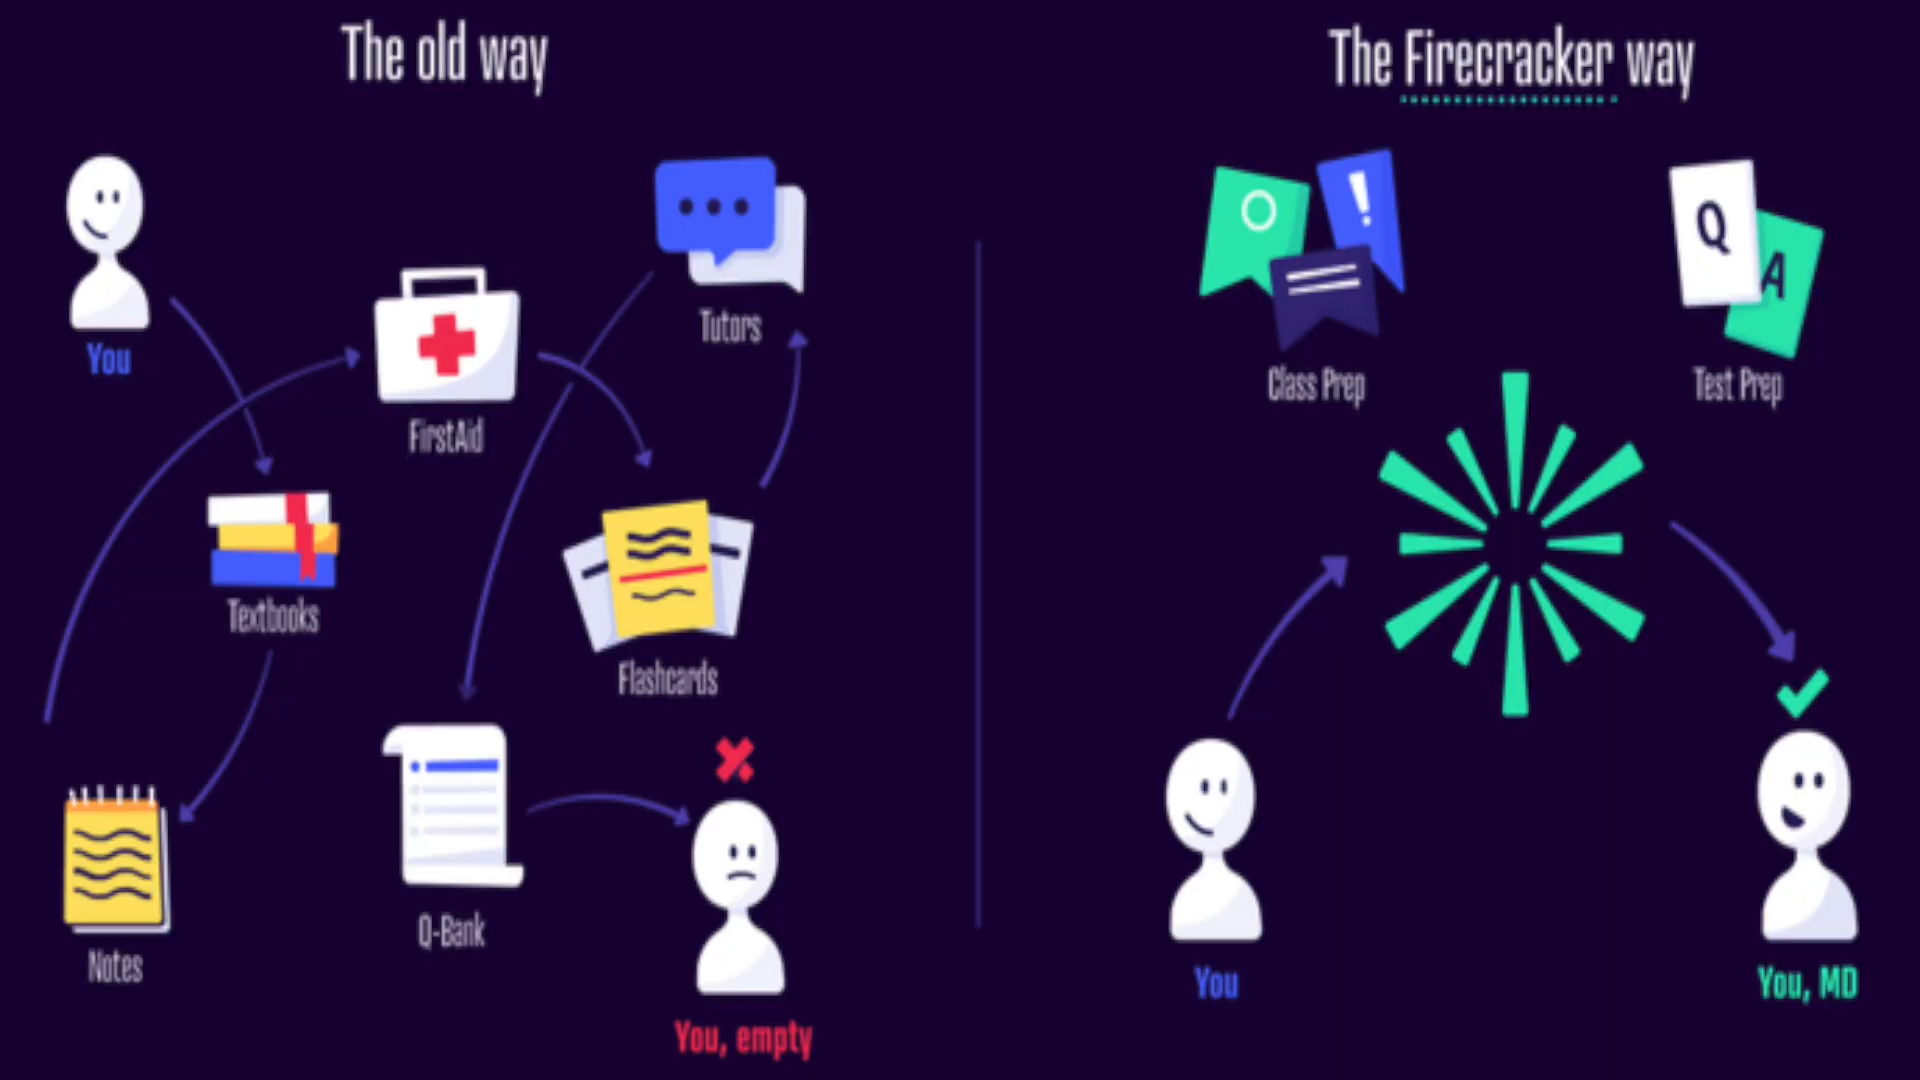 The old way
You
FirstAid
Tutors
Textbooks
Flashcards
Notes
Q-Bank
You, empty
The Firecracker way
Class Prep
Q
A
Test Prep
You
You, MD